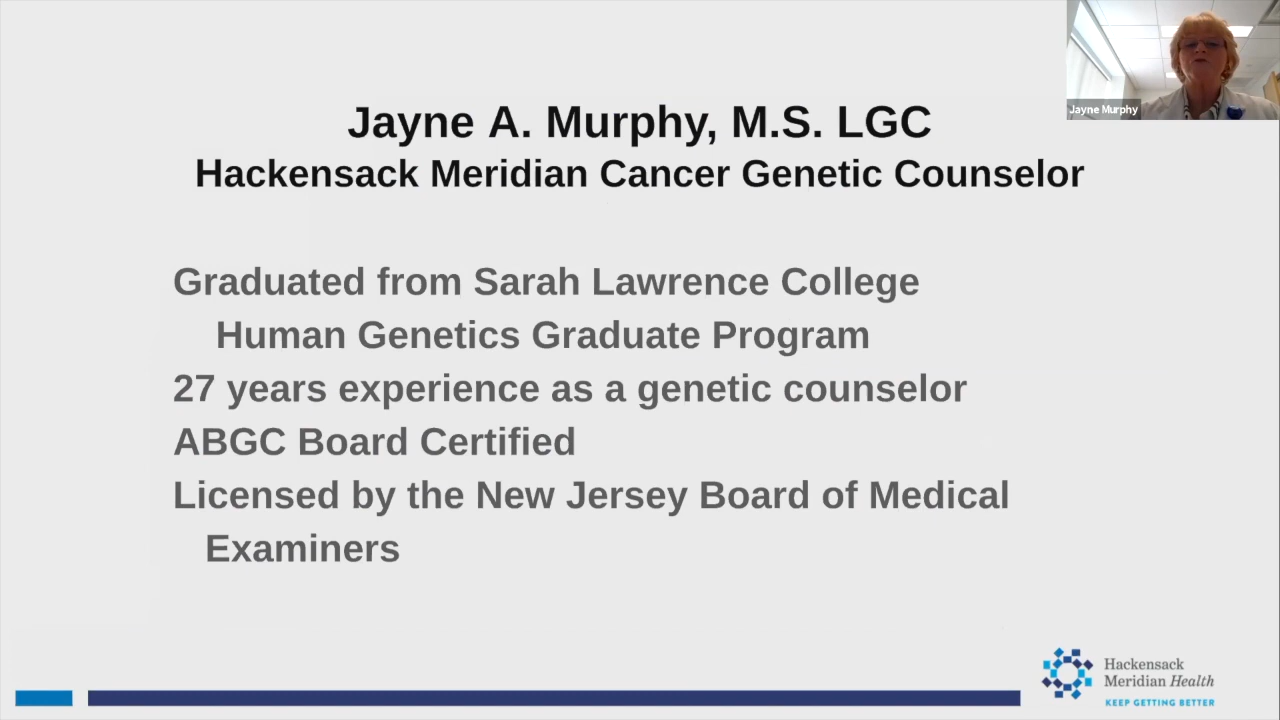 Jayne A. Murphy, M.S. LGC
Hackensack Meridian Cancer Genetic Counselor
Jayne Murphy
Graduated from Sarah Lawrence College
Human Genetics Graduate Program
27 years experience as a genetic counselor
ABGC Board Certified
Licensed by the New Jersey Board of Medical
Examiners
Hackensack
Meridian Health
KEEP GETTING BETTER